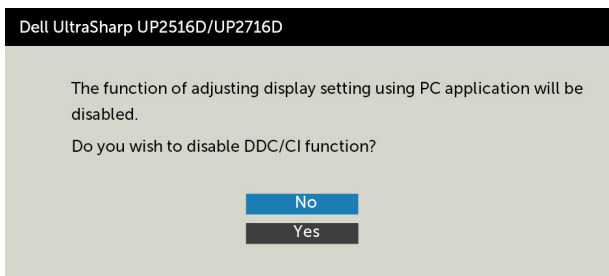 Dell UltraSharp UP2516D/UP2716D
The function of adjusting display setting using PC application will be
disabled.
Do you wish to disable DDC/CI function?
No
Yes